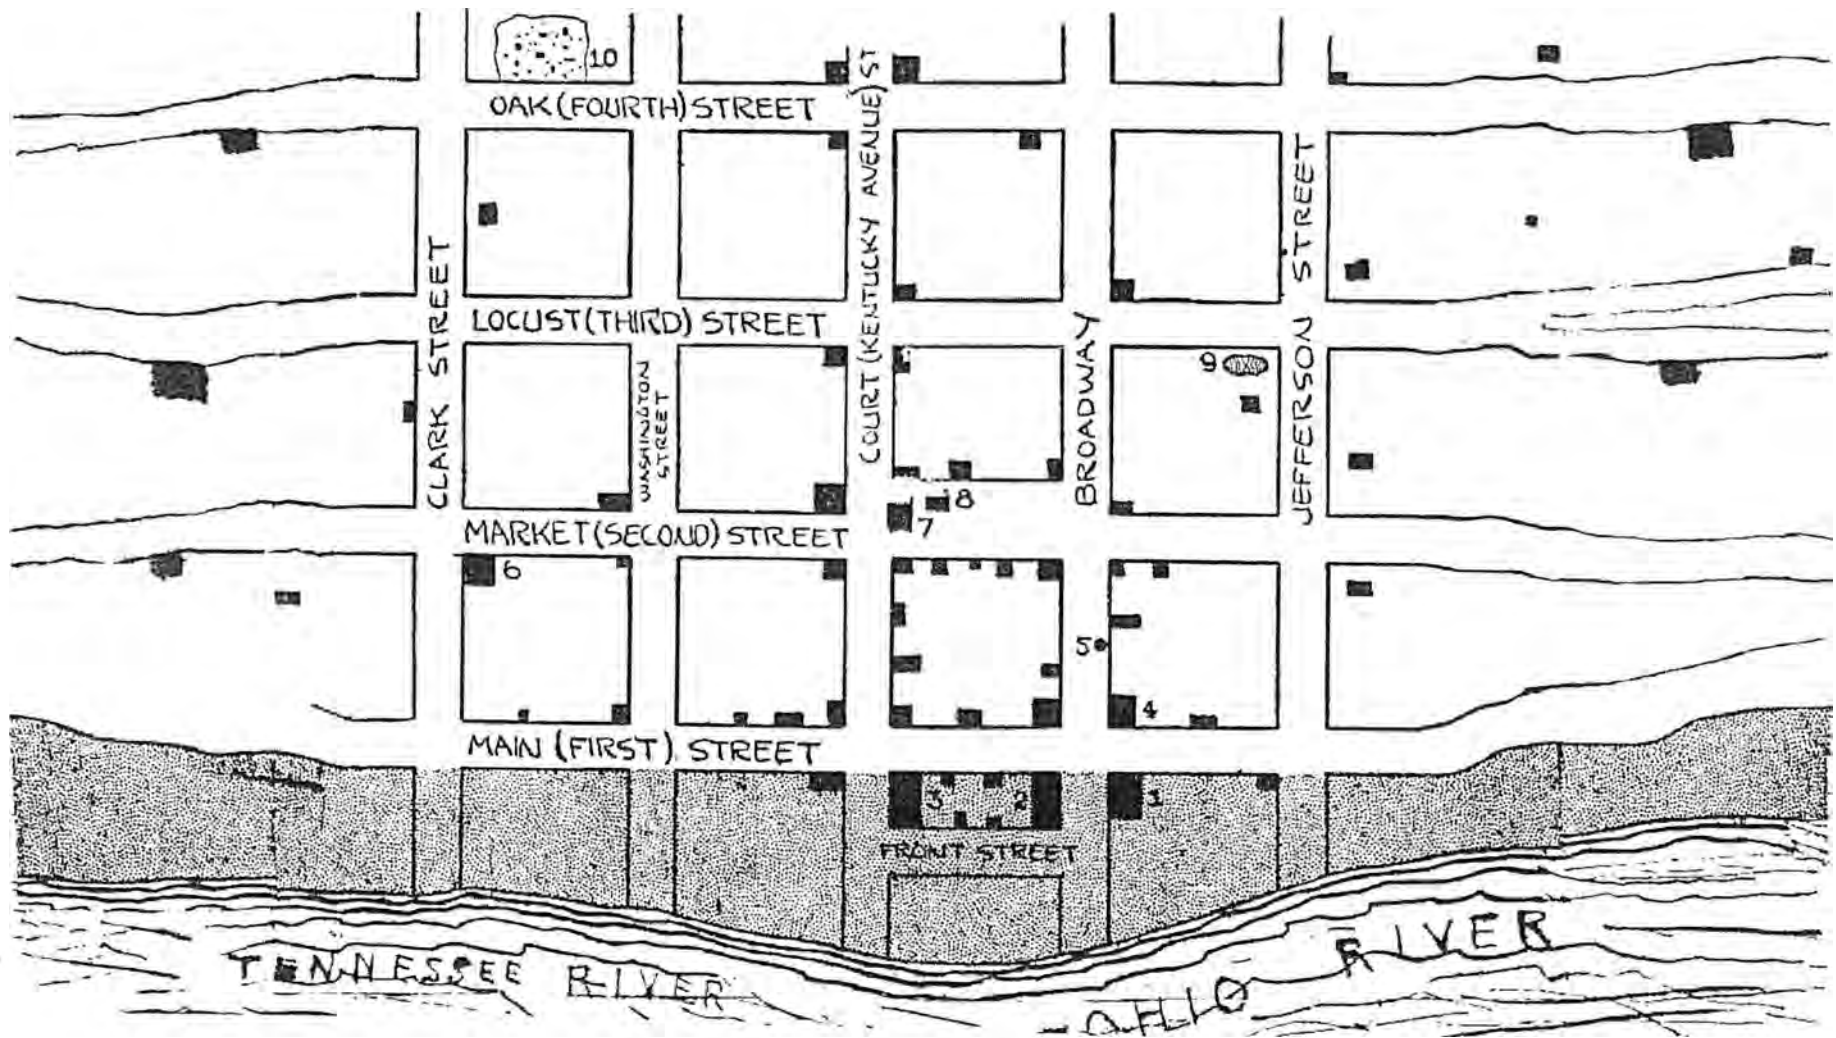 10
OAK (FOURTH) STREET
COURT (KENTUCKY AVENUE) ST
STREET
JEFFERSON
CLARK STREET
LOCUST (THIRD) STREET
WASHINGTON
STREET
BROADWAY
9
8
7
MARKET (SECOND) STREET
6
5
4
MAIN (FIRST). STREET
3
2
1
FRONT STREET
TENNESSEE RIVER
OHIO RIVER